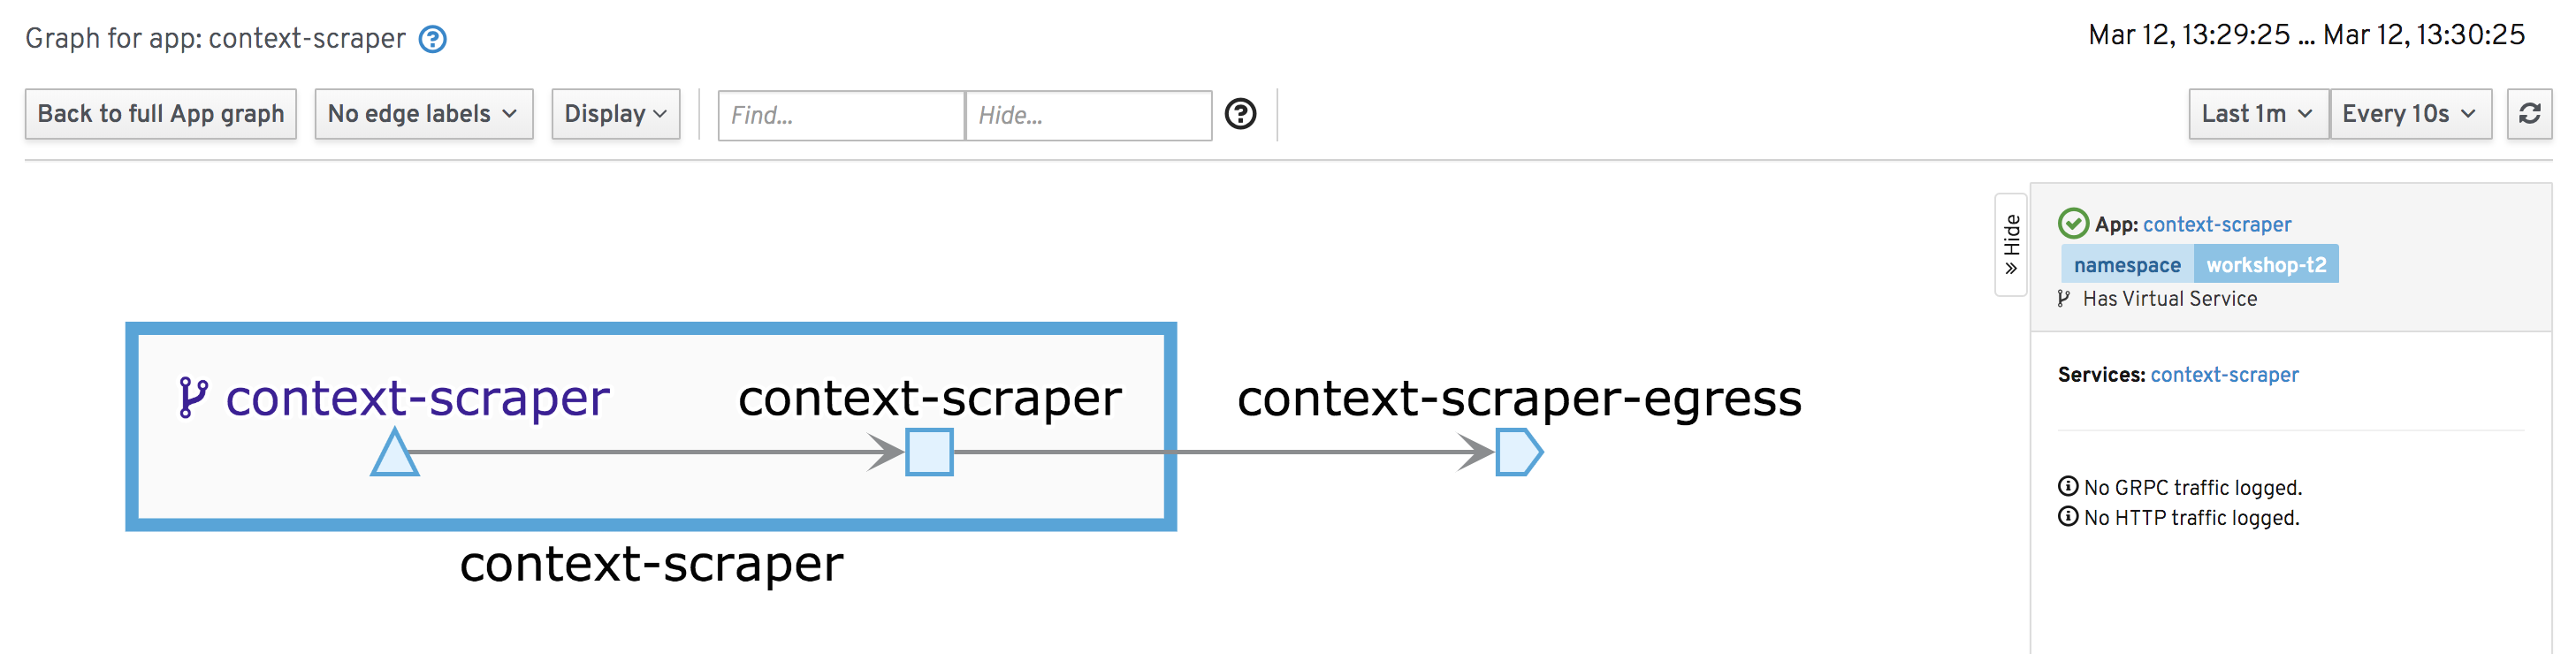 Graph for app: context-scraper
Mar 12, 13:29:25 ... Mar 12, 13:30:25
Back to full App graph
No edge labels
Display
Find...
Hide...
Last 1m
Every 10s
Hide
App: context-scraper
namespace workshop-t2
Has Virtual Service
Services: context-scraper
No GRPC traffic logged.
No HTTP traffic logged.
context-scraper
context-scraper
context-scraper-egress
context-scraper